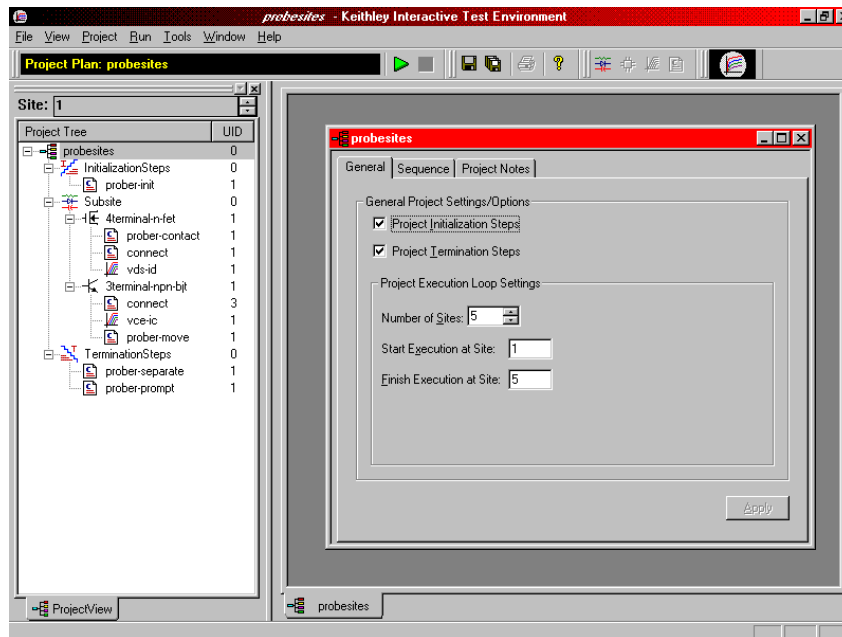 probesites - Keithley Interactive Test Environment
File View Project Run Tools Window Help
Project Plan: probesites
Site: 1
Project Tree UID
probesites 0
InitializationSteps 0
prober-init 1
Subsite 0
4terminal-n-fet 1
prober-contact 1
connect 1
vds-id 1
3terminal-npn-bjt 1
connect 3
vce-ic 1
prober-move 1
TerminationSteps 0
prober-separate 1
prober-prompt 1
ProjectView
probesites
General Sequence Project Notes
General Project Settings/Options
Project Initialization Steps
Project Termination Steps
Project Execution Loop Settings
Number of Sites: 5
Start Execution at Site: 1
Finish Execution at Site: 5
Apply
probesites